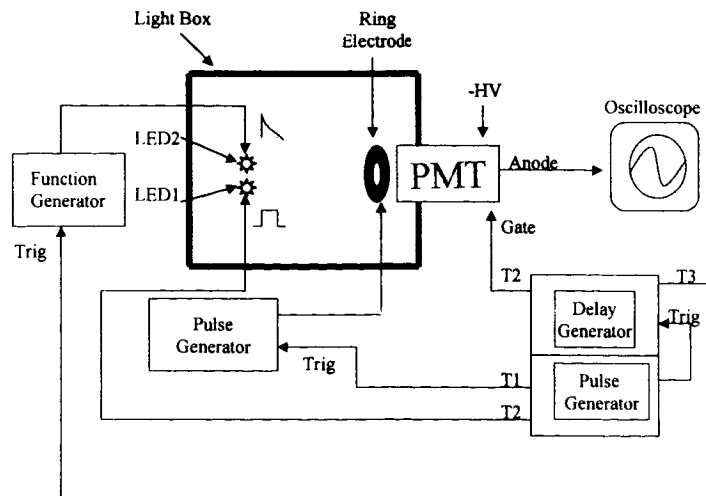 Light Box
Ring
Electrode
-HV
Oscilloscope
LED2
PMT
Anode
Function
Generator
LED1
Trig
Gate
T2
T3
Delay
Generator
Trig
Pulse
Generator
Trig
T1
Pulse
Generator
T2